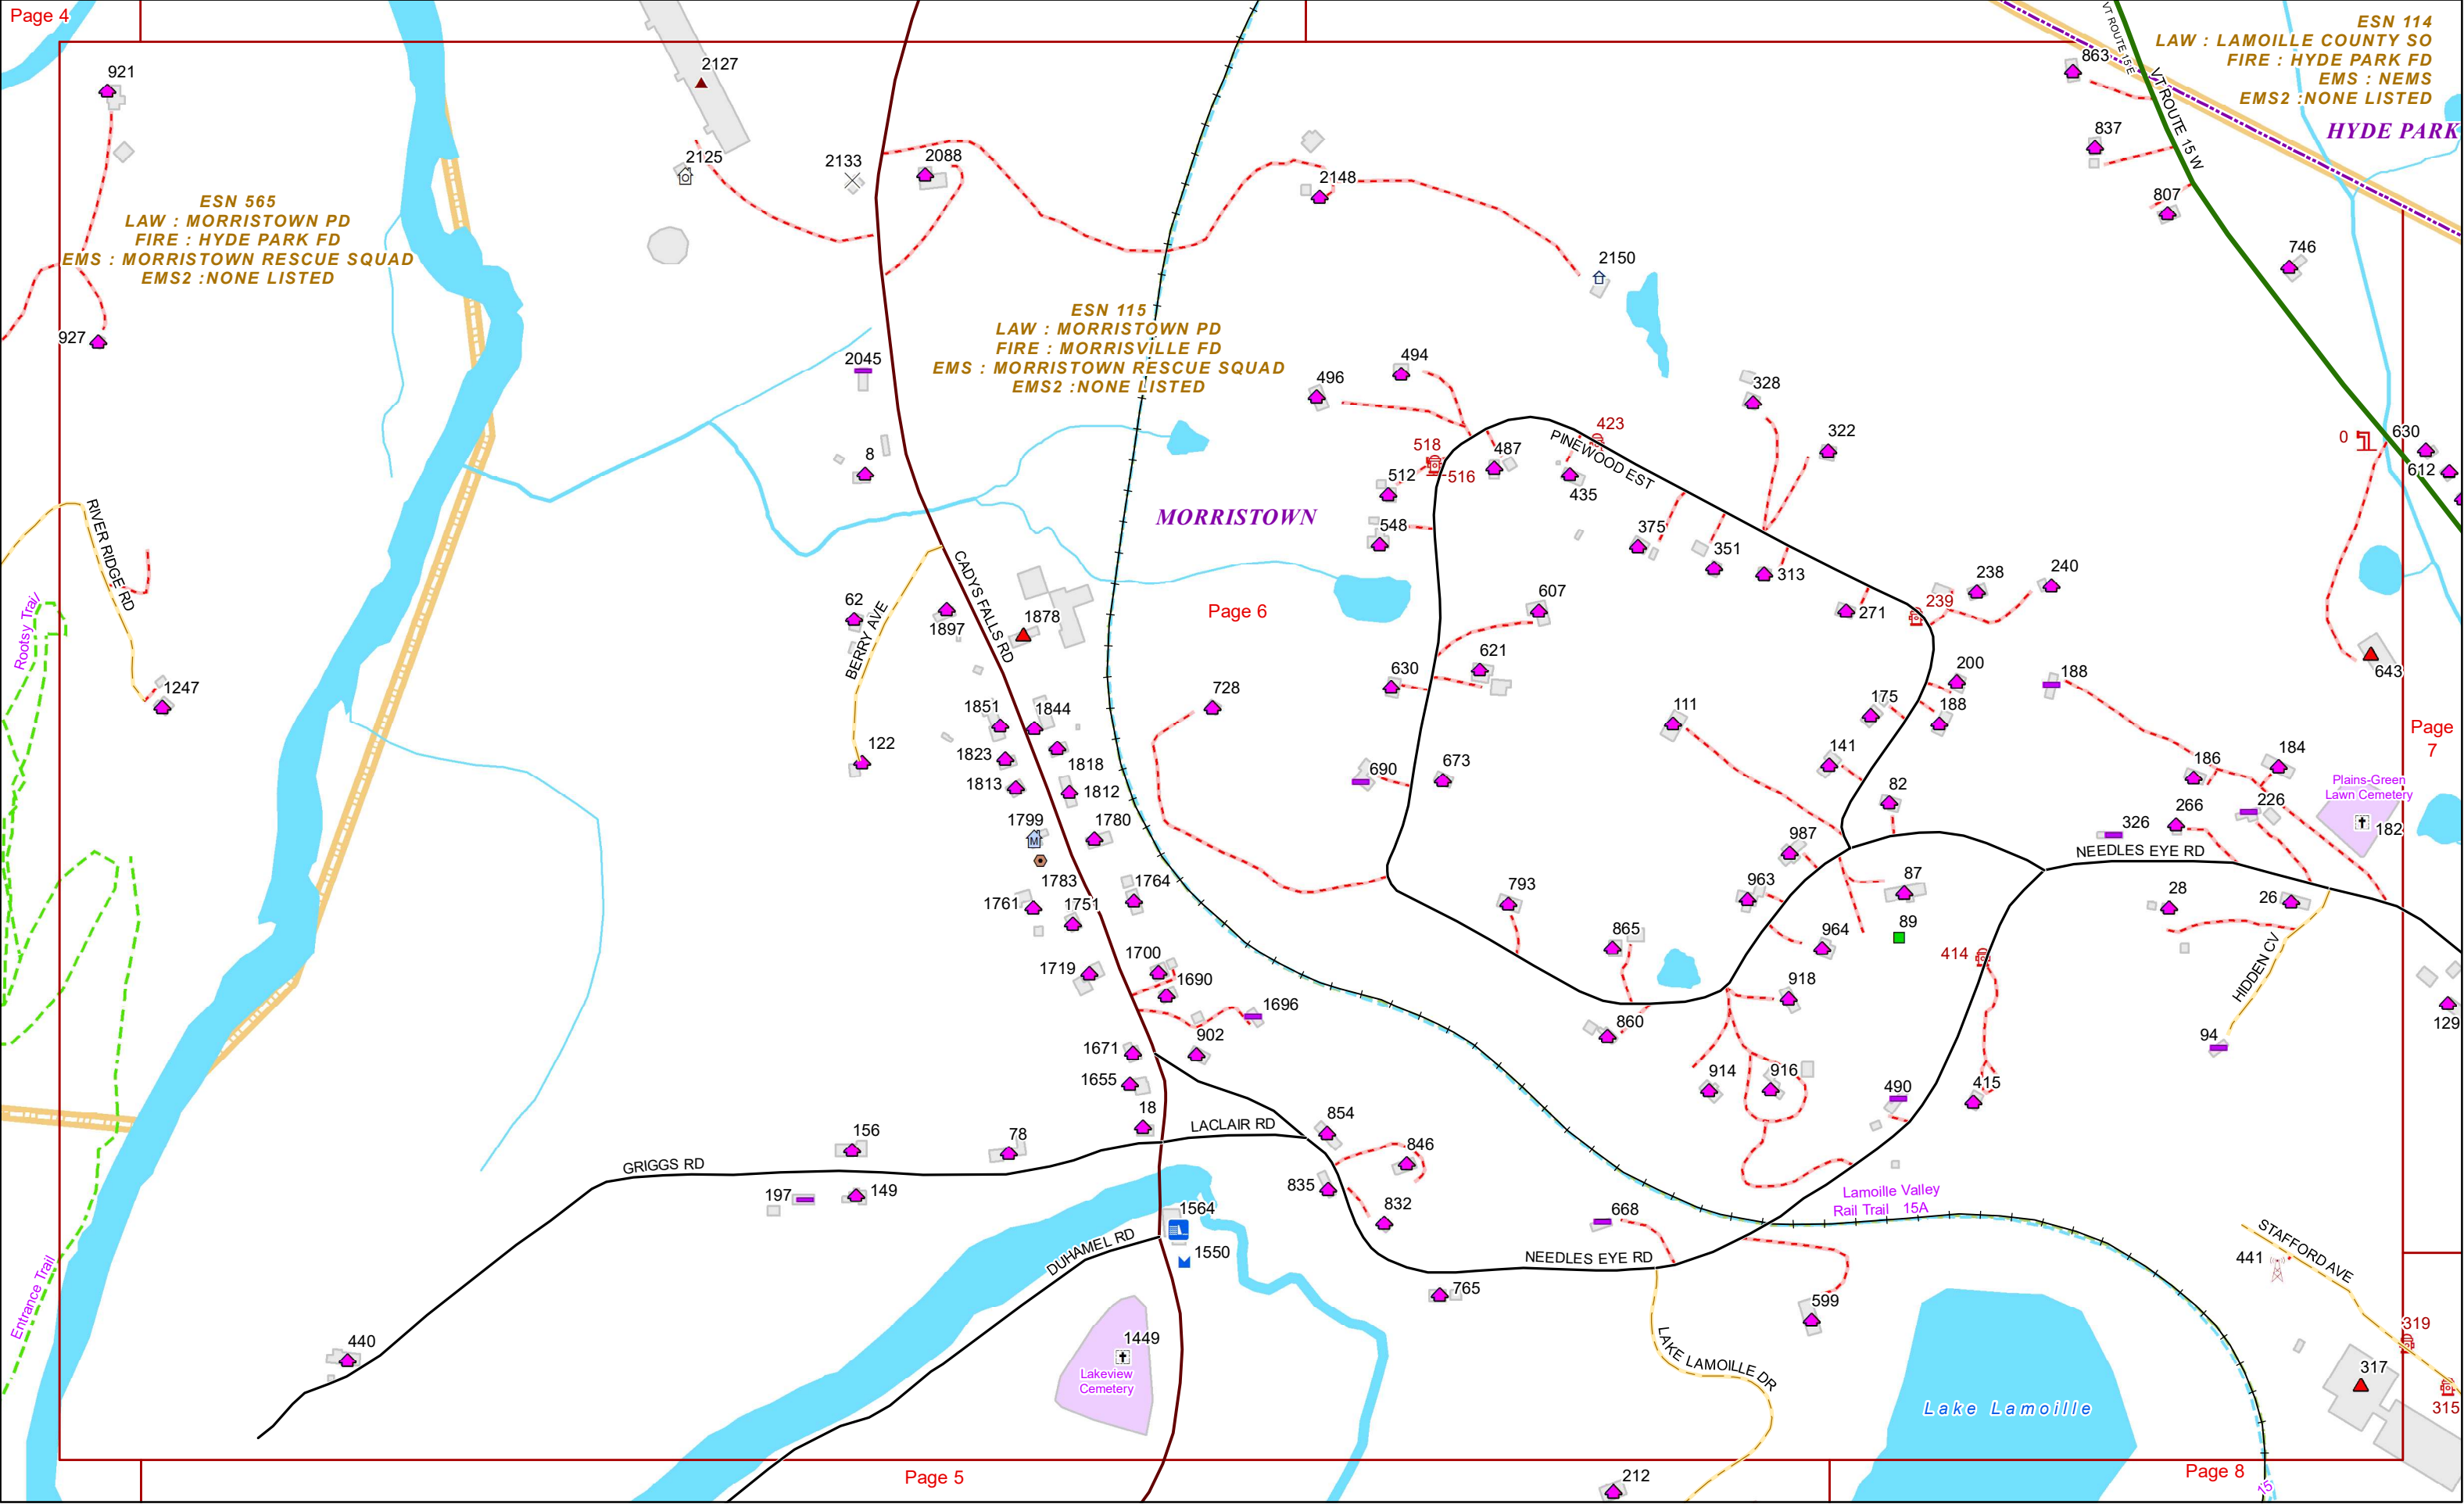 Page 4
ESN 114
LAW : LAMOILLE COUNTY SO
FIRE : HYDE PARK FD
EMS : NEMS
EMS2 :NONE LISTED
HYDE PARK
VT ROUTE 15 E
VT ROUTE 15 W
921
2127
863
837
807
746
2125
2133
2088
2148
2150
ESN 565
LAW : MORRISTOWN PD
FIRE : HYDE PARK FD
EMS : MORRISTOWN RESCUE SQUAD
EMS2 :NONE LISTED
927
ESN 115
LAW : MORRISTOWN PD
FIRE : MORRISVILLE FD
EMS : MORRISTOWN RESCUE SQUAD
EMS2 :NONE LISTED
2045
8
494
496
328
322
423
518
516
487
512
435
PINEWOOD EST
548
375
351
313
0
630
612
MORRISTOWN
RIVER RIDGE RD
CADYS FALLS RD
BERRY AVE
Rootsy Trail
62
1897
1878
Page 6
607
271
239
238
240
643
1247
728
630
621
200
188
175
188
111
141
Page
7
1851
1844
1823
1818
1813
1812
122
690
673
82
186
184
Plains-Green
Lawn Cemetery
182
226
266
326
NEEDLES EYE RD
1799
1780
1783
1764
1761
1751
987
963
87
89
964
793
865
28
26
414
HIDDEN CV
1719
1700
1690
1696
902
918
860
94
129
1671
1655
18
914
916
490
415
156
78
LACLAIR RD
854
846
GRIGGS RD
197
149
835
832
668
Lamoille Valley
Rail Trail 15A
1564
1550
DUHAMEL RD
NEEDLES EYE RD
765
599
STAFFORD AVE
441
Entrance Trail
440
1449
Lakeview
Cemetery
LAKE LAMOILLE DR
319
317
315
Lake Lamoille
Page 5
212
Page 8
15